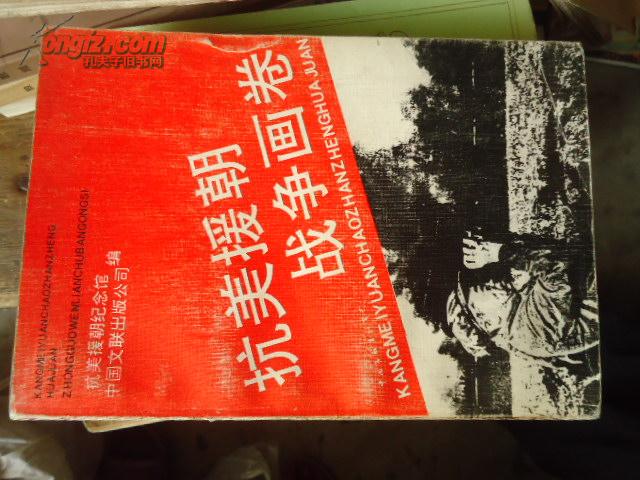 抗美援朝
战争画卷
KANGMEIYUANCHAOZHANZHENGHUAJUAN
KANGMEIYUANCHAOZHANZHENG
HUAJUAN
ZHONGGUOWENLIANCHUBANGONGSI
抗美援朝纪念馆
中国文联出版公司 编
kongfz.com
孔夫子旧书网